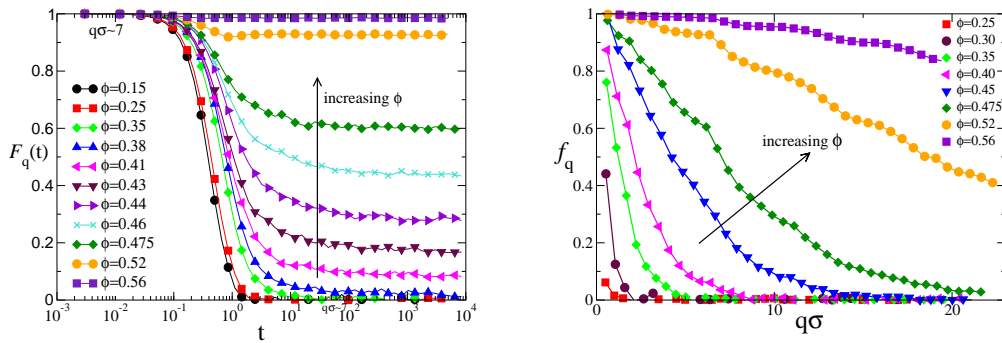 1
0.8
0.6
0.4
0.2
0
F_q(t)
qσ~7
increasing ϕ
ϕ=0.15
ϕ=0.25
ϕ=0.35
ϕ=0.38
ϕ=0.41
ϕ=0.43
ϕ=0.44
ϕ=0.46
ϕ=0.475
ϕ=0.52
ϕ=0.56
10^-3 10^-2 10^-1 10^0 10^1 10^2 10^3 10^4
t
1
0.8
0.6
0.4
0.2
0
f_q
increasing ϕ
ϕ=0.25
ϕ=0.30
ϕ=0.35
ϕ=0.40
ϕ=0.45
ϕ=0.475
ϕ=0.52
ϕ=0.56
0 10 20
qσ